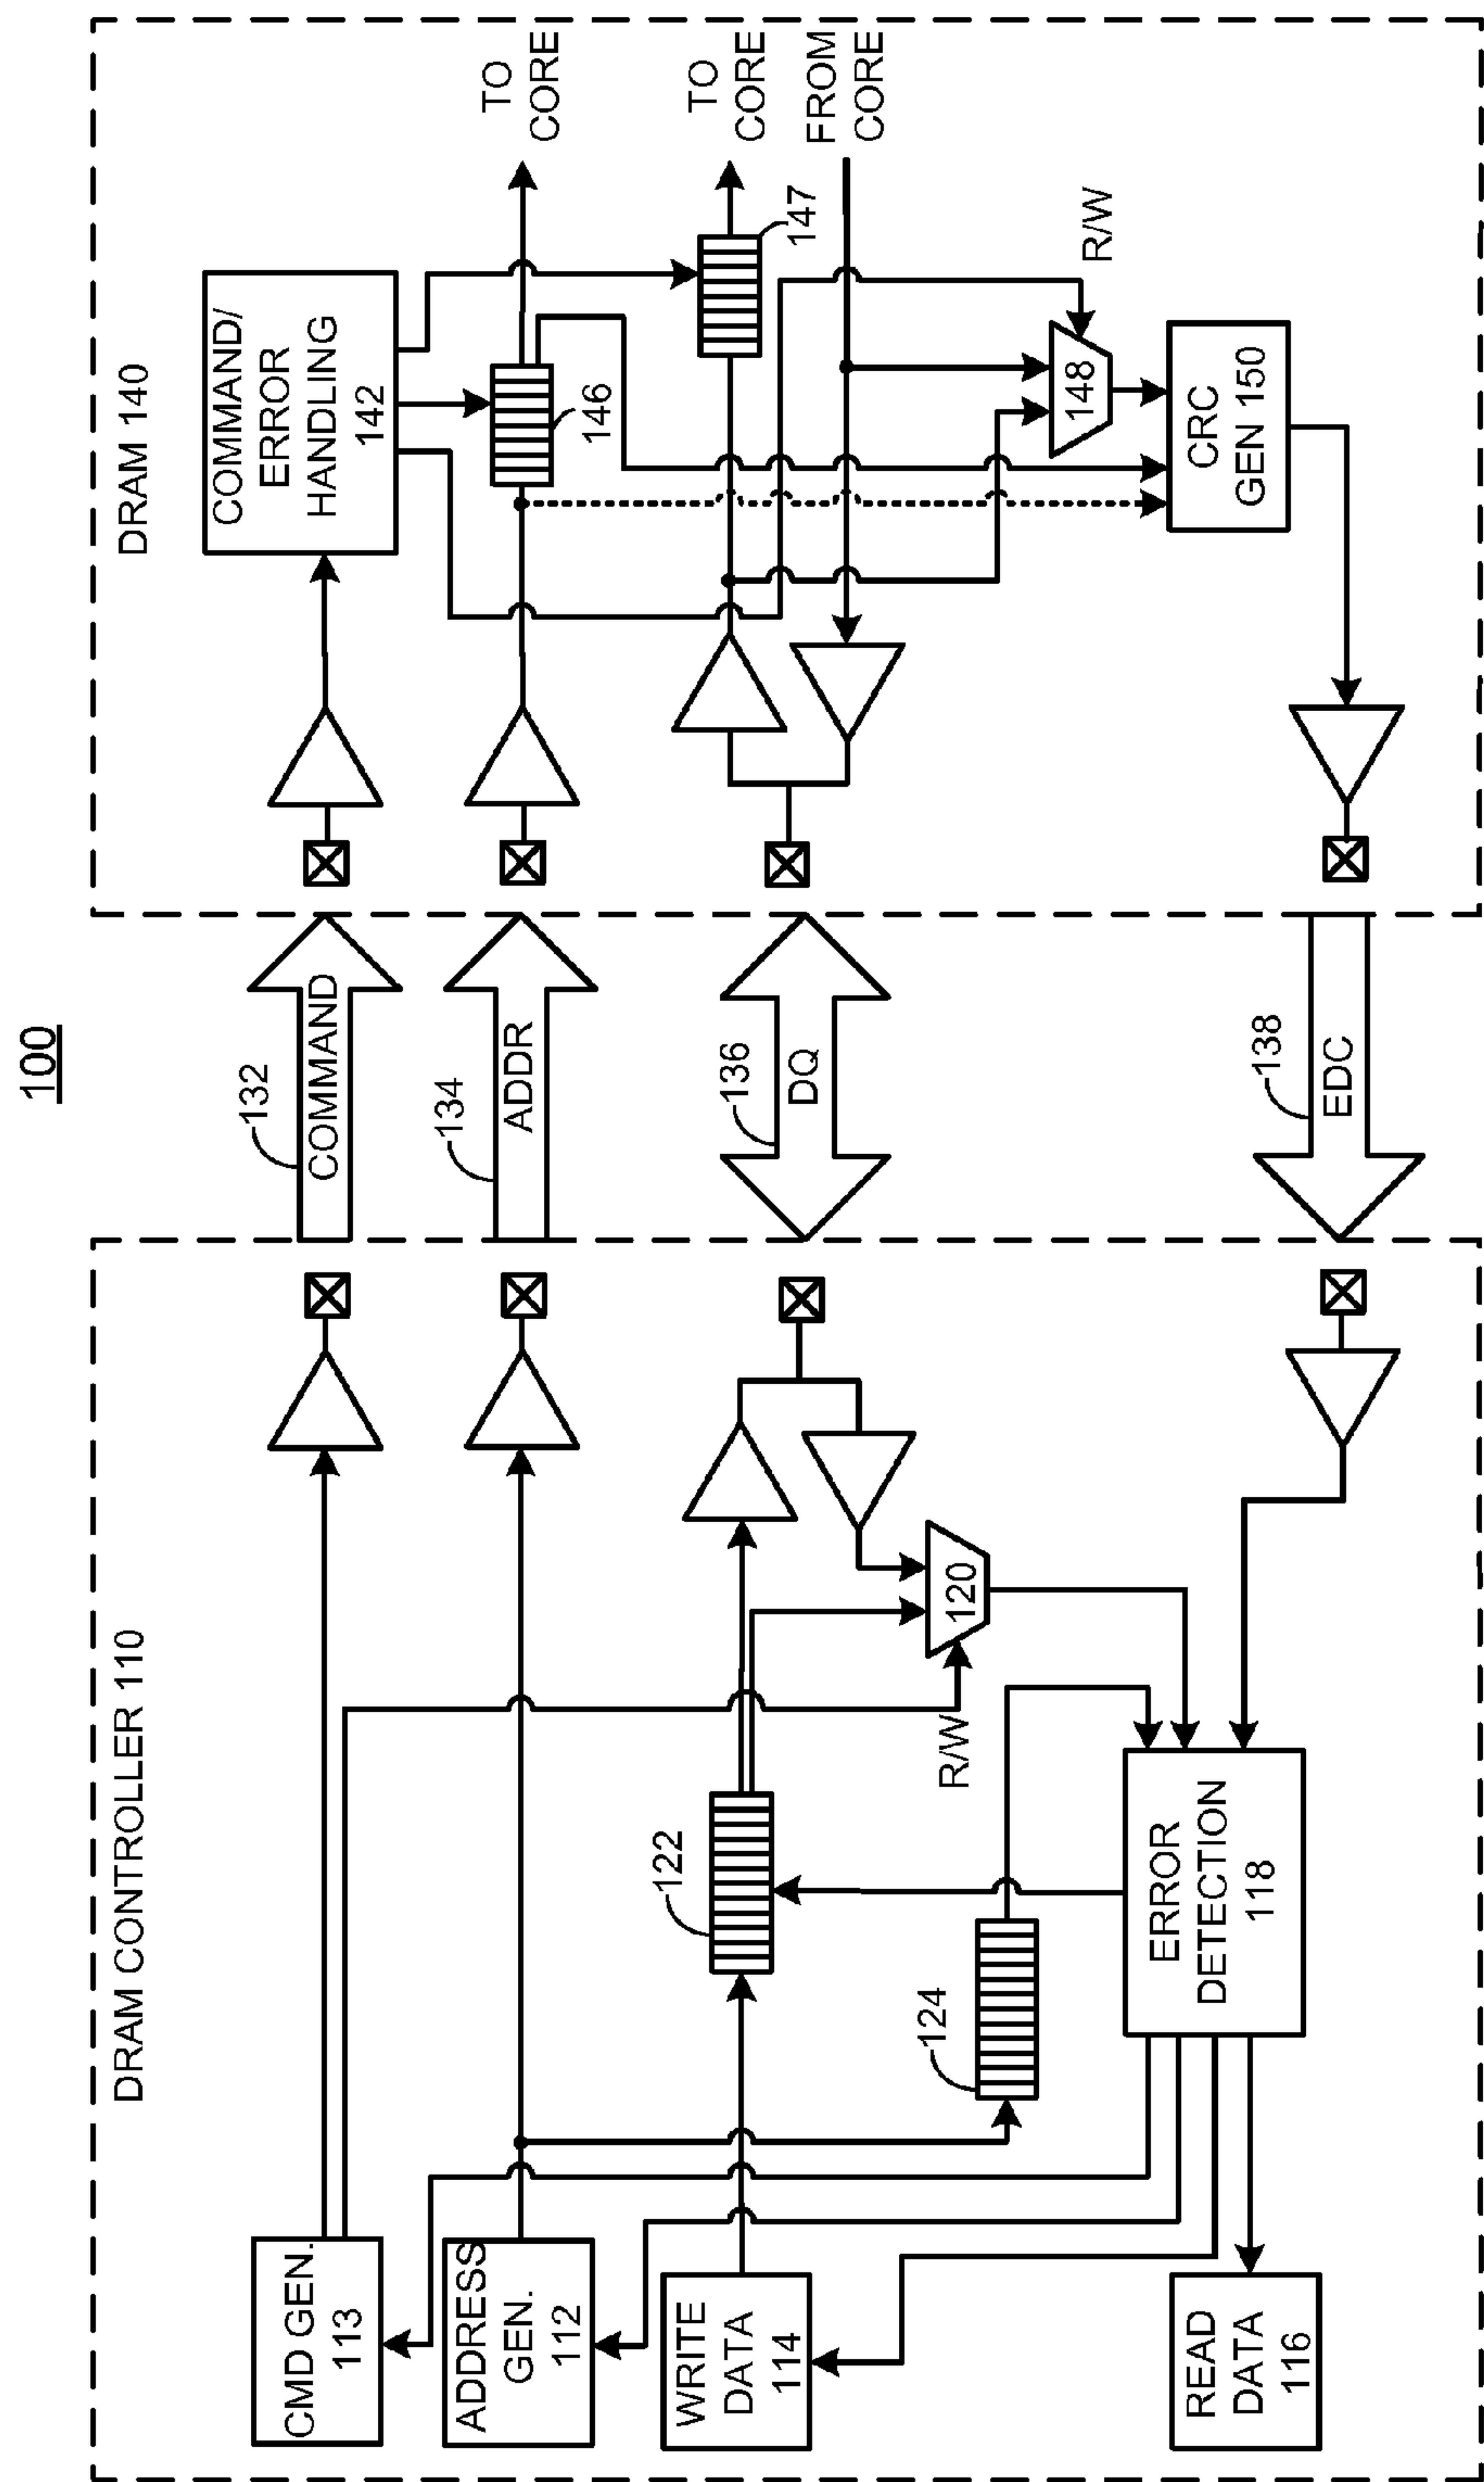 100
DRAM CONTROLLER 110
CMD GEN.
113
ADDRESS
GEN.
112
WRITE
DATA
114
READ
DATA
116
122
124
R/W
120
ERROR
DETECTION
118
132
COMMAND
134
ADDR
136
DQ
138
EDC
DRAM 140
COMMAND/
ERROR
HANDLING
142
146
147
TO
CORE
TO
CORE
FROM
CORE
R/W
148
CRC
GEN 150